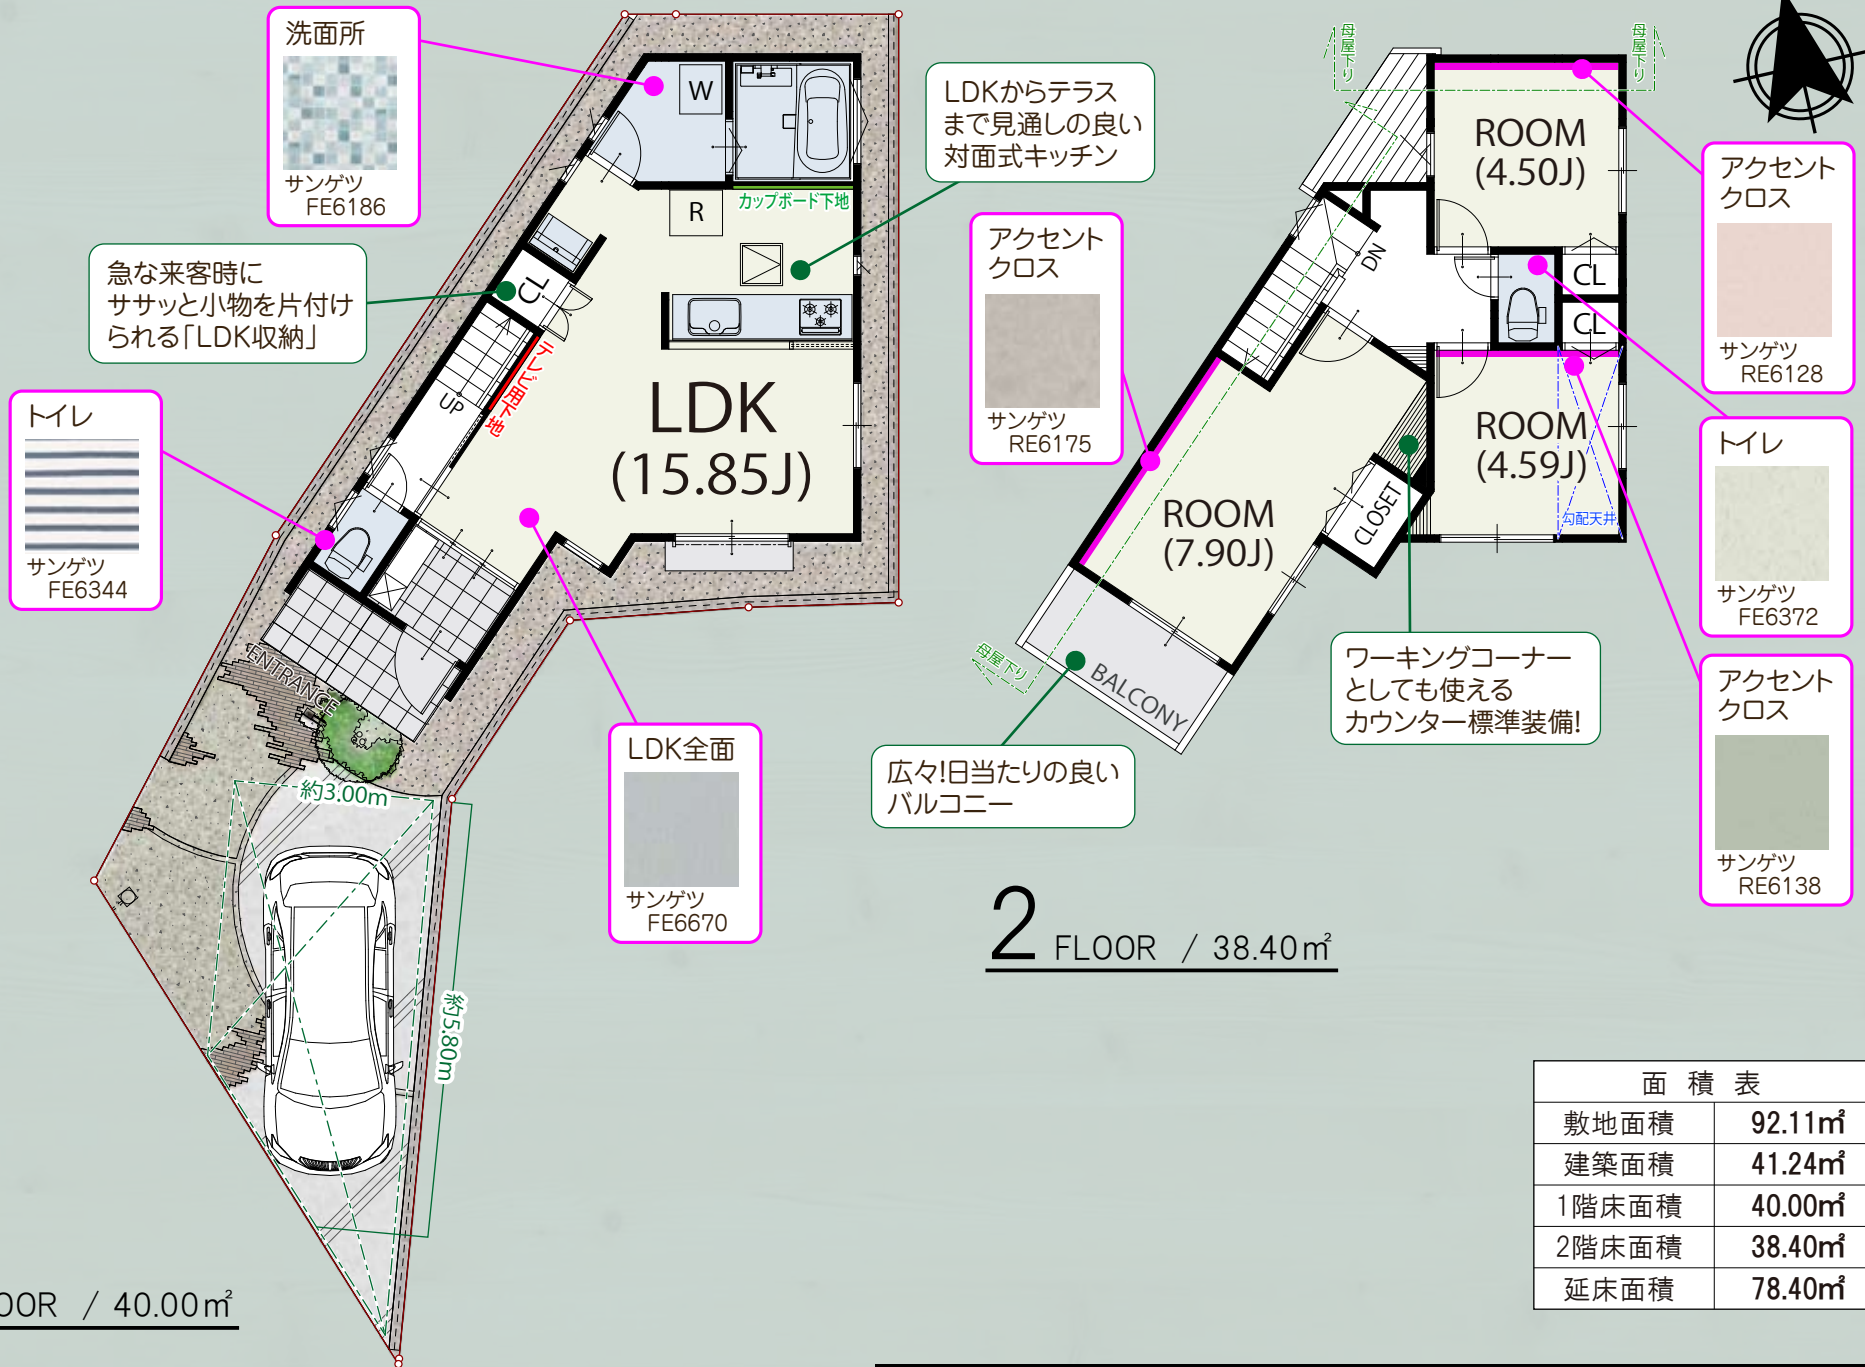 洗面所
サンゲツ
FE6186
W
R
カップボード下地
LDKからテラス
まで見通しの良い
対面式キッチン
急な来客時に
ササッと小物を片付け
られる「LDK収納」
CL
テレビ用下地
UP
LDK
(15.85J)
トイレ
サンゲツ
FE6344
ENTRANCE
LDK全面
サンゲツ
FE6670
約3.00m
約5.80m
OOR / 40.00㎡
母屋下り
母屋下り
ROOM
(4.50J)
アクセント
クロス
サンゲツ
RE6128
アクセント
クロス
サンゲツ
RE6175
DN
CL
CL
トイレ
サンゲツ
FE6372
ROOM
(4.59J)
勾配天井
ROOM
(7.90J)
CLOSET
母屋下り
BALCONY
ワーキングコーナー
としても使える
カウンター標準装備!
アクセント
クロス
サンゲツ
RE6138
広々!日当たりの良い
バルコニー
2 FLOOR / 38.40㎡
面積表
敷地面積 92.11㎡
建築面積 41.24㎡
1階床面積 40.00㎡
2階床面積 38.40㎡
延床面積 78.40㎡